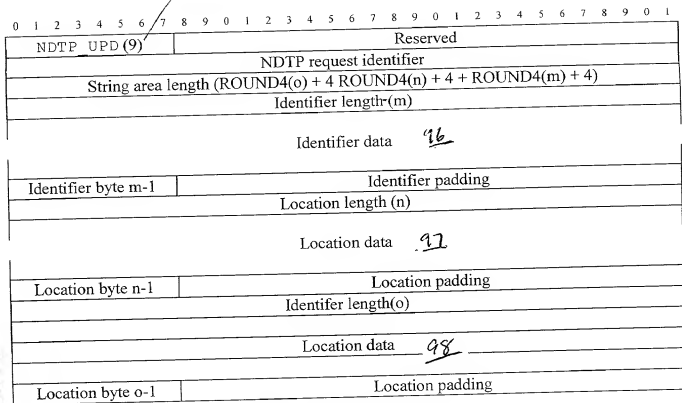 0 1 2 3 4 5 6 7 8 9 0 1 2 3 4 5 6 7 8 9 0 1 2 3 4 5 6 7 8 9 0 1
NDTP_UPD (9) Reserved
NDTP request identifier
String area length (ROUND4(o) + 4 ROUND4(n) + 4 + ROUND4(m) + 4)
Identifier length (m)
Identifier data 96
Identifier byte m-1 Identifier padding
Location length (n)
Location data 97
Location byte n-1 Location padding
Identifer length(o)
Location data 98
Location byte o-1 Location padding